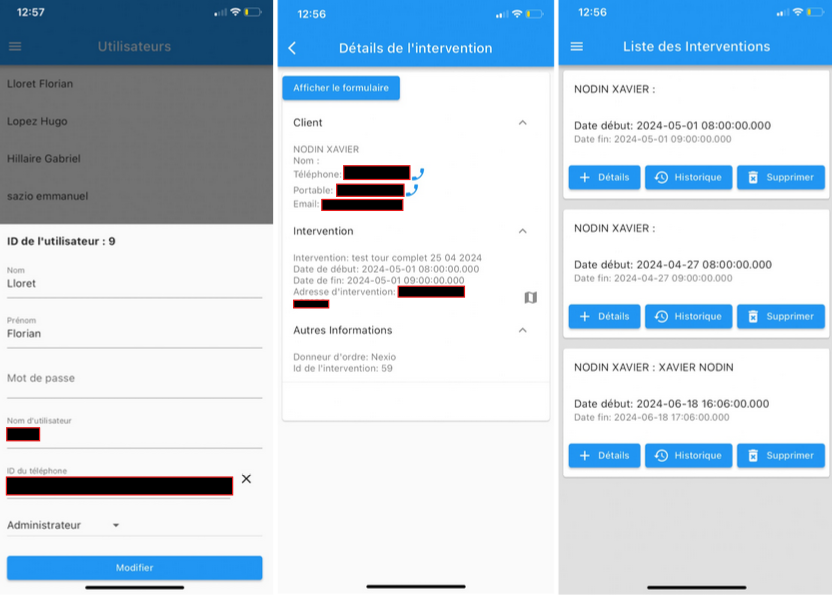 12:57
Utilisateurs
Lloret Florian
Lopez Hugo
Hillaire Gabriel
sazio emmanuel
ID de l'utilisateur : 9
Nom
Lloret
Prénom
Florian
Mot de passe
Nom d'utilisateur
ID du téléphone
Administrateur
Modifier
12:56
Détails de l'intervention
Afficher le formulaire
Client
NODIN XAVIER
Nom :
Téléphone:
Portable:
Email:
Intervention
Intervention: test tour complet 25 04 2024
Date de début: 2024-05-01 08:00:00.000
Date de fin: 2024-05-01 09:00:00.000
Adresse d'intervention:
Autres Informations
Donneur d'ordre: Nexio
Id de l'intervention: 59
12:56
Liste des Interventions
NODIN XAVIER :
Date début: 2024-05-01 08:00:00.000
Date fin: 2024-05-01 09:00:00.000
Détails Historique Supprimer
NODIN XAVIER :
Date début: 2024-04-27 08:00:00.000
Date fin: 2024-04-27 09:00:00.000
Détails Historique Supprimer
NODIN XAVIER : XAVIER NODIN
Date début: 2024-06-18 16:06:00.000
Date fin: 2024-06-18 17:06:00.000
Détails Historique Supprimer